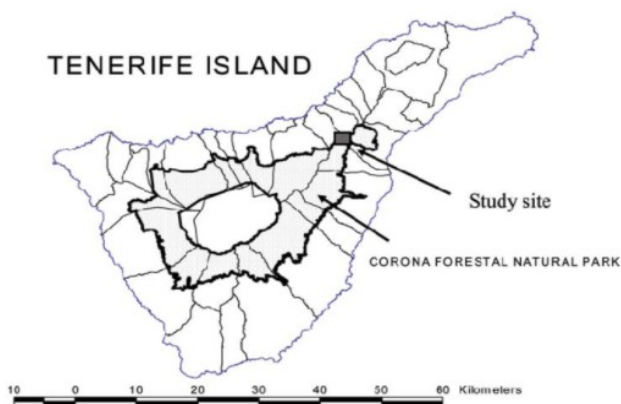 TENERIFE ISLAND
Study site
CORONA FORESTAL NATURAL PARK
10 0 10 20 30 40 50 60 Kilometers